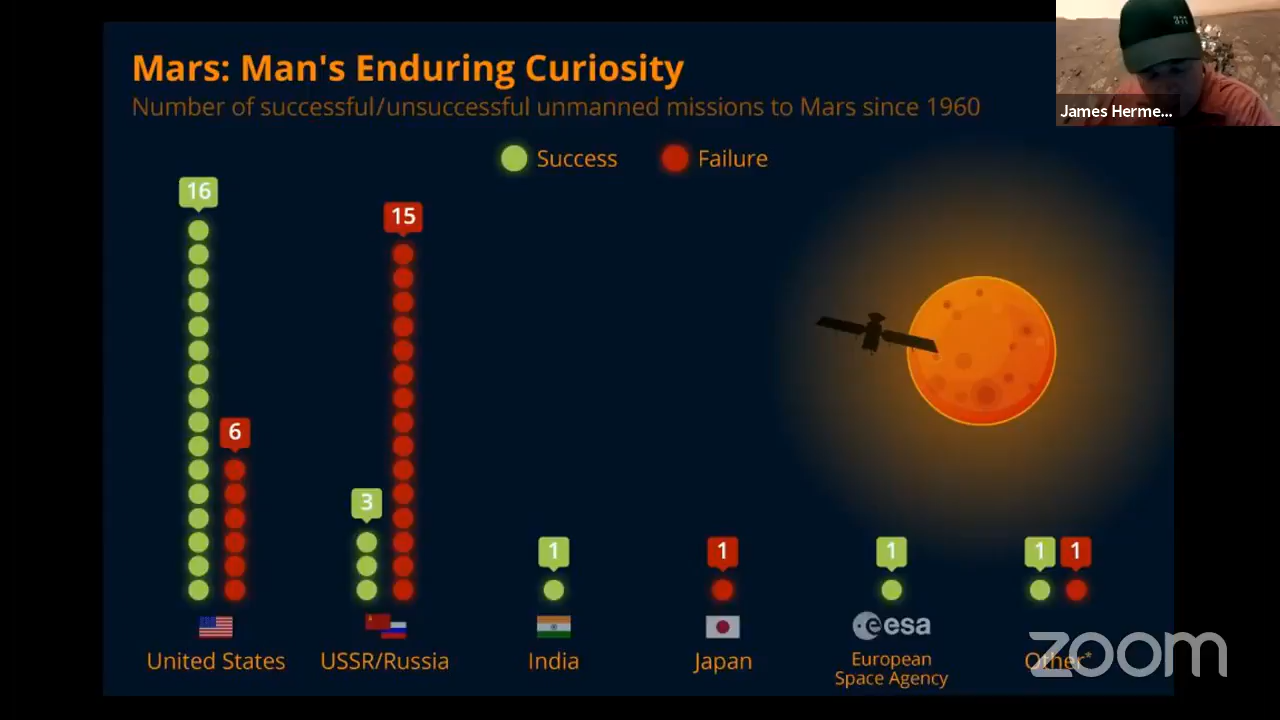 Mars: Man's Enduring Curiosity
Number of successful/unsuccessful unmanned missions to Mars since 1960
James Herme...
Success Failure
16
15
6
3
1 1 1 1 1
esa
United States USSR/Russia India Japan European Space Agency Other*
zoom